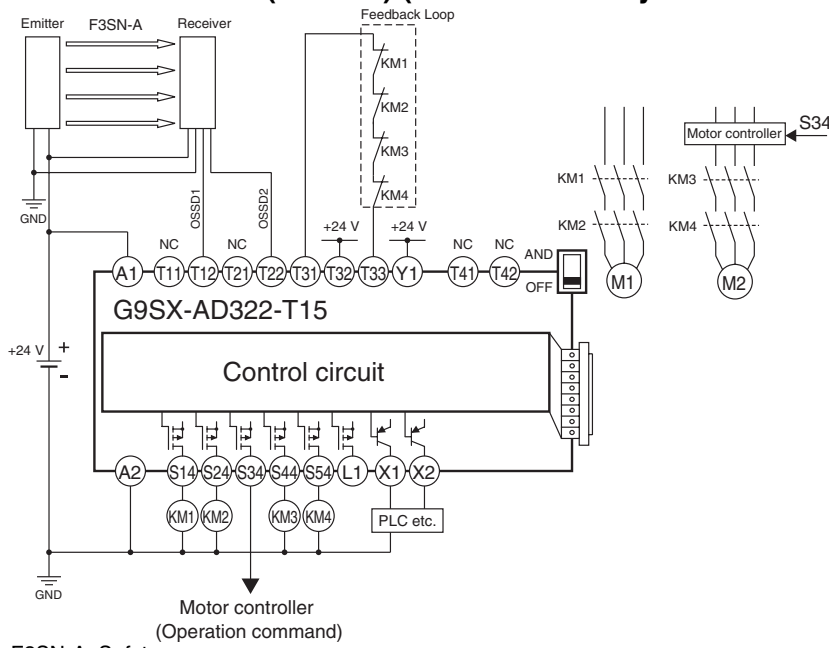 Emitter
F3SN-A
Receiver
Feedback Loop
KM1
KM2
KM3
KM4
OSSD1
OSSD2
GND
+24 V
+24 V
NC
NC
NC
NC
A1
T11
T12
T21
T22
T31
T32
T33
Y1
T41
T42
AND
OFF
G9SX-AD322-T15
Control circuit
+24 V
+
-
A2
S14
S24
S34
S44
S54
L1
X1
X2
KM1
KM2
KM3
KM4
PLC etc.
GND
Motor controller
(Operation command)
Motor controller
S34
KM1
KM2
KM3
KM4
M1
M2